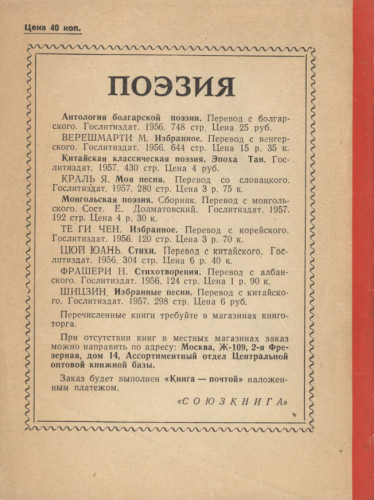 Цена 40 коп.
ПОЭЗИЯ
Антология болгарской поэзии. Перевод с болгар-
ского. Гослитиздат. 1956. 748 стр. Цена 25 руб.
ВЕРЕШМАРТИ М. Избранное. Перевод с венгер-
ского. Гослитиздат. 1956. 644 стр. Цена 15 р. 35 к.
Китайская классическая поэзия. Эпоха Тан. Гос-
литиздат. 1957. 430 стр. Цена 4 руб.
КРАЛЬ Я. Моя песня. Перевод со словацкого.
Гослитиздат. 1957. 280 стр. Цена 3 р. 75 к.
Монгольская поэзия. Сборник. Перевод с монголь-
ского. Сост. Е. Долматовский. Гослитиздат. 1957.
192 стр. Цена 4 р. 30 к.
ТЕ ГИ ЧЕН. Избранное. Перевод с корейского.
Гослитиздат. 1956. 120 стр. Цена 3 р. 70 к.
ЦЮЙ ЮАНЬ. Стихи. Перевод с китайского. Гос-
литиздат. 1956. 304 стр. Цена 6 р. 40 к.
ФРАШЕРИ Н. Стихотворения. Перевод с албан-
ского. Гослитиздат. 1956. 124 стр. Цена 1 р. 90 к.
ШИЦЗИН. Избранные песни. Перевод с китайско-
го. Гослитиздат. 1957. 298 стр. Цена 6 руб.
Перечисленные книги требуйте в магазинах книго-
торга.
При отсутствии книг в местных магазинах заказ
можно направить по адресу: Москва, Ж-109, 2-я Фре-
зерная, дом 14, Ассортиментный отдел Центральной
оптовой книжной базы.
Заказ будет выполнен «Книга — почтой» наложен-
ным платежом.
«СОЮЗКНИГА»